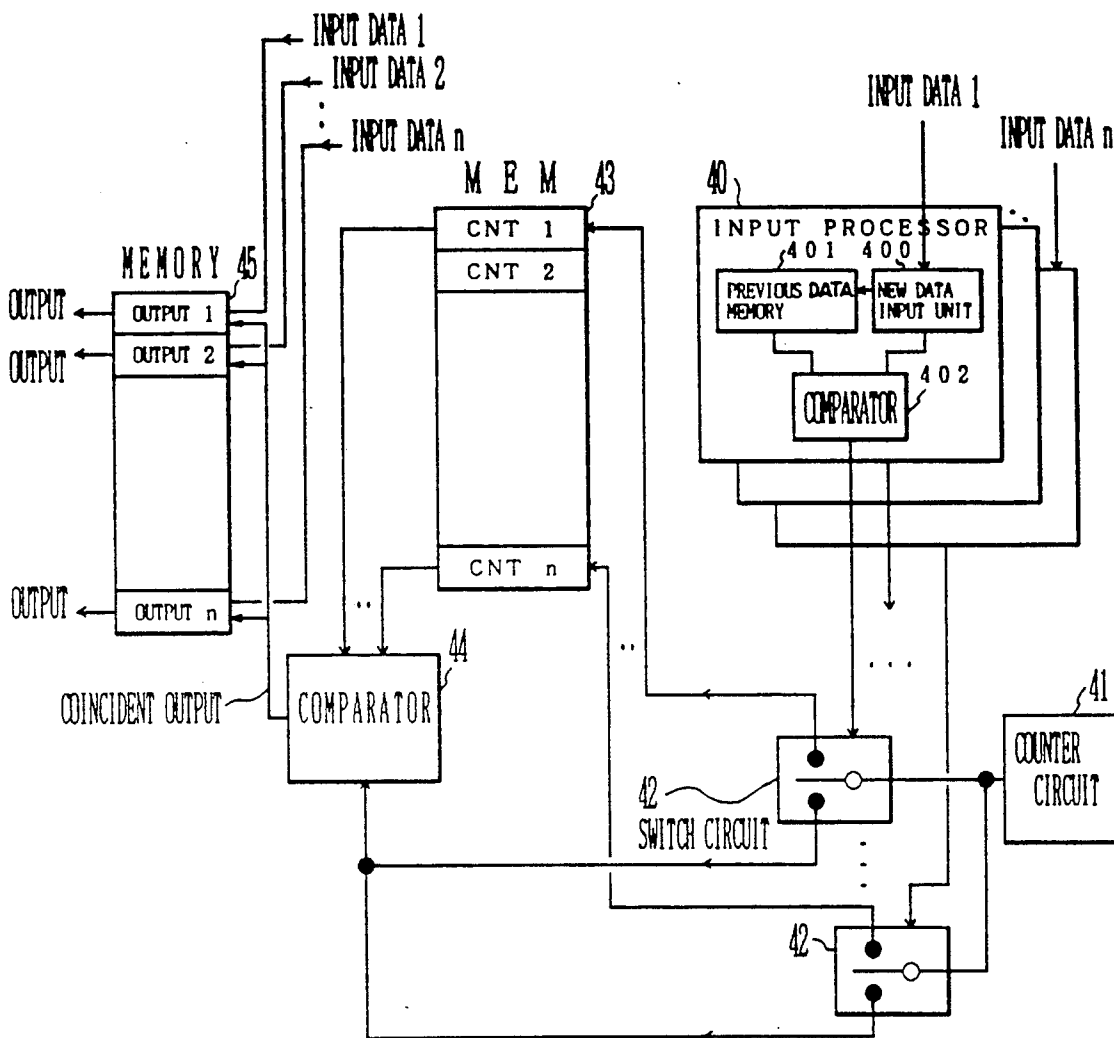 INPUT DATA 1
INPUT DATA 2
INPUT DATA n
INPUT DATA 1
INPUT DATA n
M E M 43
CNT 1
CNT 2
CNT n
40
INPUT PROCESSOR
401 400
PREVIOUS DATA MEMORY
NEW DATA INPUT UNIT
COMPARATOR
402
MEMORY 45
OUTPUT
OUTPUT 1
OUTPUT
OUTPUT 2
OUTPUT
OUTPUT n
COINCIDENT OUTPUT
COMPARATOR
44
42
SWITCH CIRCUIT
41
COUNTER
CIRCUIT
42